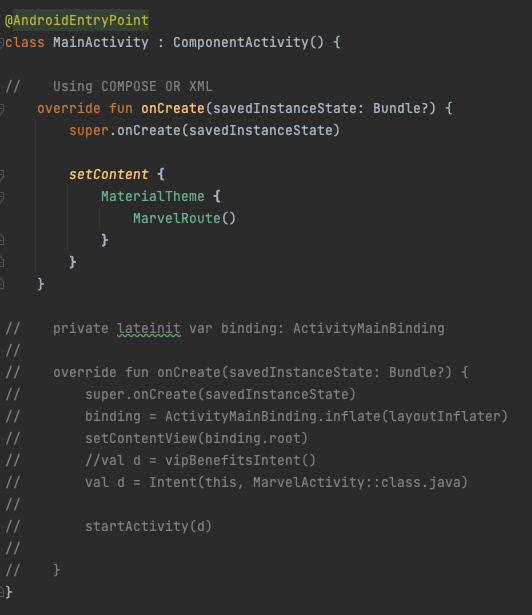 @AndroidEntryPoint
class MainActivity : ComponentActivity() {

//    Using COMPOSE OR XML
    override fun onCreate(savedInstanceState: Bundle?) {
        super.onCreate(savedInstanceState)

        setContent {
            MaterialTheme {
                MarvelRoute()
            }
        }
    }

//    private lateinit var binding: ActivityMainBinding
//
//    override fun onCreate(savedInstanceState: Bundle?) {
//        super.onCreate(savedInstanceState)
//        binding = ActivityMainBinding.inflate(layoutInflater)
//        setContentView(binding.root)
//        //val d = vipBenefitsIntent()
//        val d = Intent(this, MarvelActivity::class.java)
//
//        startActivity(d)
//
//    }
}